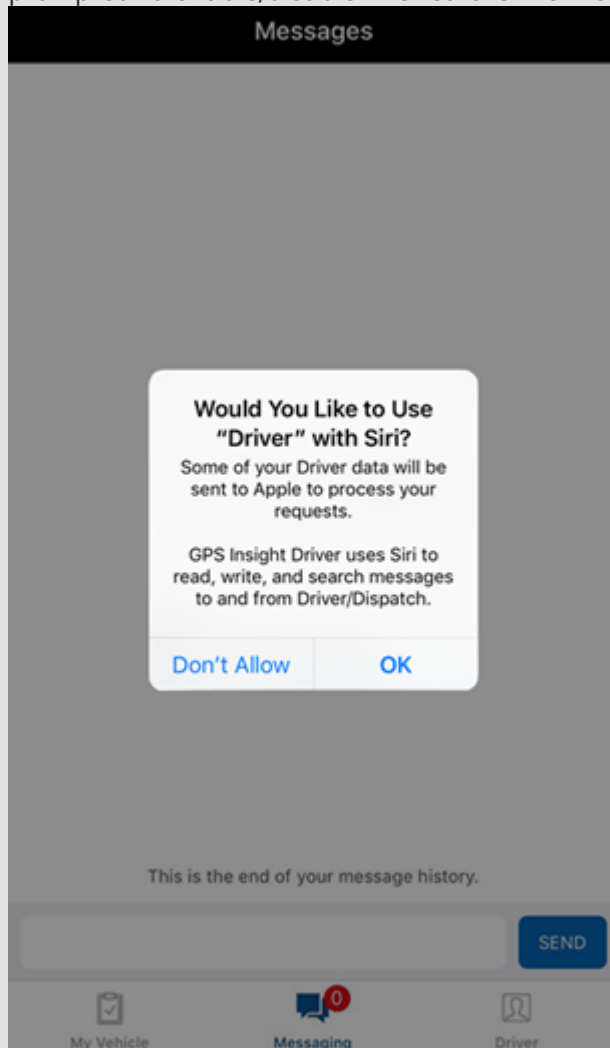 Messages
Would You Like to Use
“Driver” with Siri?
Some of your Driver data will be
sent to Apple to process your
requests.
GPS Insight Driver uses Siri to
read, write, and search messages
to and from Driver/Dispatch.
Don’t Allow
OK
This is the end of your message history.
SEND
0
My Vehicle
Messaging
Driver